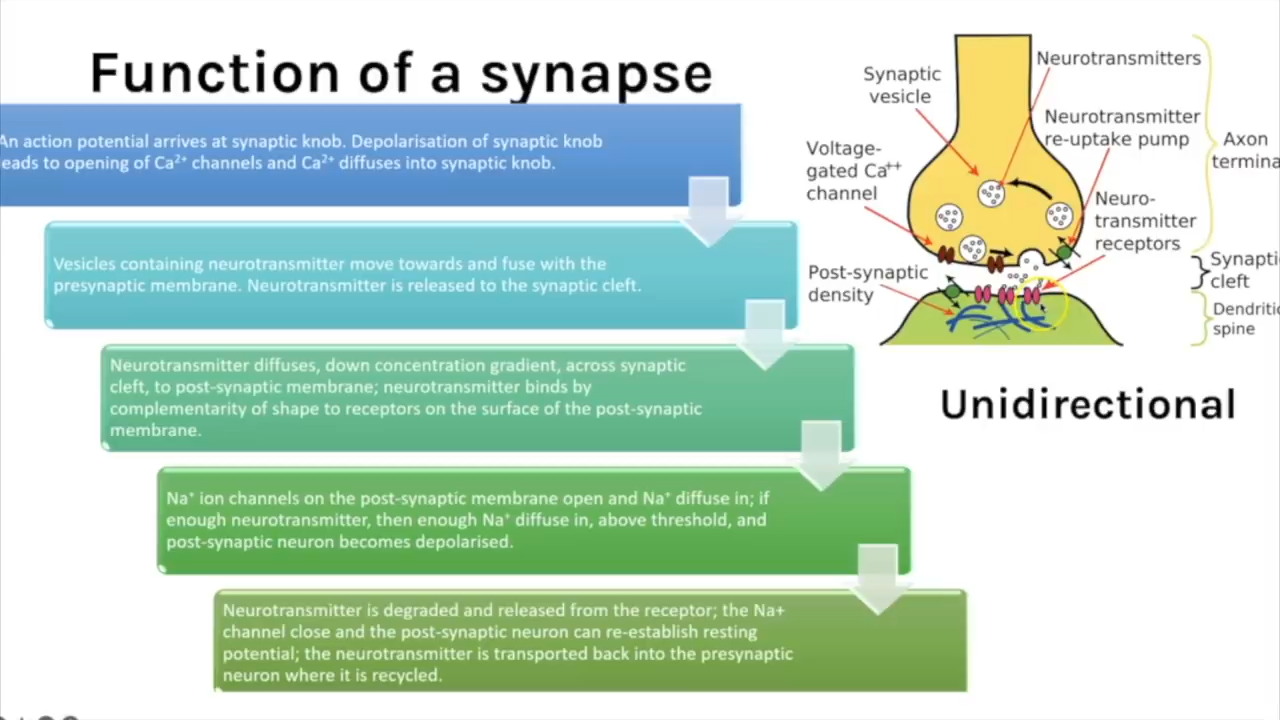 Function of a synapse
An action potential arrives at synaptic knob. Depolarisation of synaptic knob
eads to opening of Ca²⁺ channels and Ca²⁺ diffuses into synaptic knob.
Vesicles containing neurotransmitter move towards and fuse with the
presynaptic membrane. Neurotransmitter is released to the synaptic cleft.
Neurotransmitter diffuses, down concentration gradient, across synaptic
cleft, to post-synaptic membrane; neurotransmitter binds by
complementarity of shape to receptors on the surface of the post-synaptic
membrane.
Na⁺ ion channels on the post-synaptic membrane open and Na⁺ diffuse in; if
enough neurotransmitter, then enough Na⁺ diffuse in, above threshold, and
post-synaptic neuron becomes depolarised.
Neurotransmitter is degraded and released from the receptor; the Na+
channel close and the post-synaptic neuron can re-establish resting
potential; the neurotransmitter is transported back into the presynaptic
neuron where it is recycled.
Synaptic
vesicle
Neurotransmitters
Neurotransmitter
re-uptake pump
Voltage-
gated Ca⁺⁺
channel
Axon
termina
Neuro-
transmitter
receptors
Post-synaptic
density
Synapti
cleft
Dendriti
spine
Unidirectional